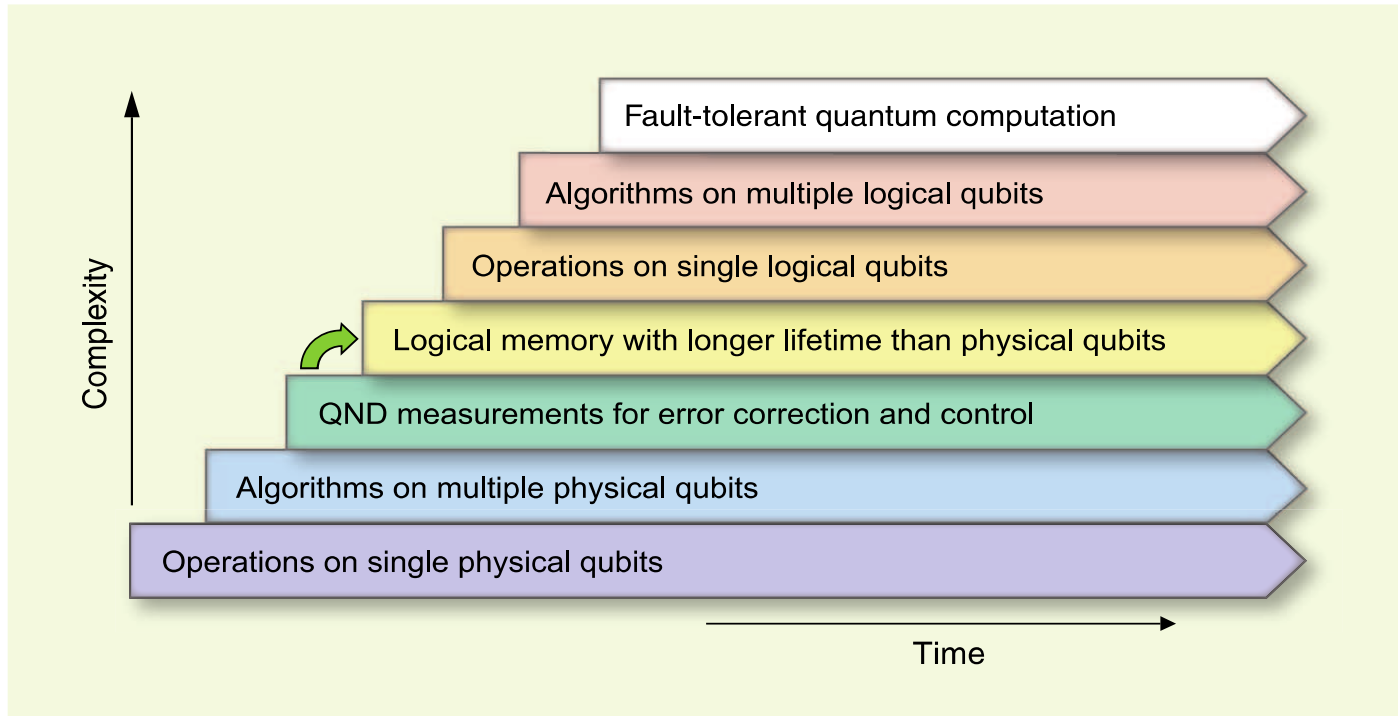 Fault-tolerant quantum computation
Algorithms on multiple logical qubits
Operations on single logical qubits
Logical memory with longer lifetime than physical qubits
QND measurements for error correction and control
Algorithms on multiple physical qubits
Operations on single physical qubits
Complexity
Time